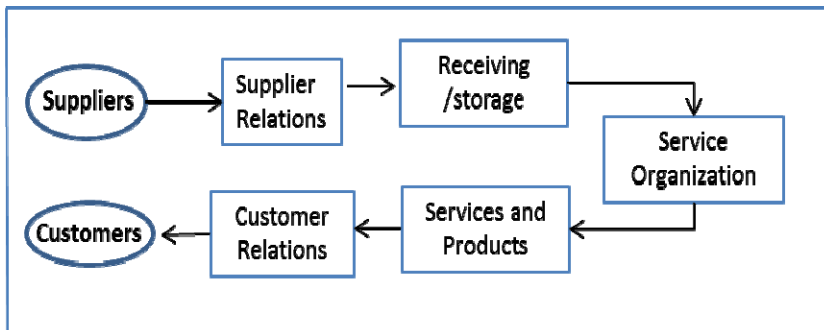 Suppliers
Supplier
Relations
Receiving
/storage
Service
Organization
Services and
Products
Customer
Relations
Customers